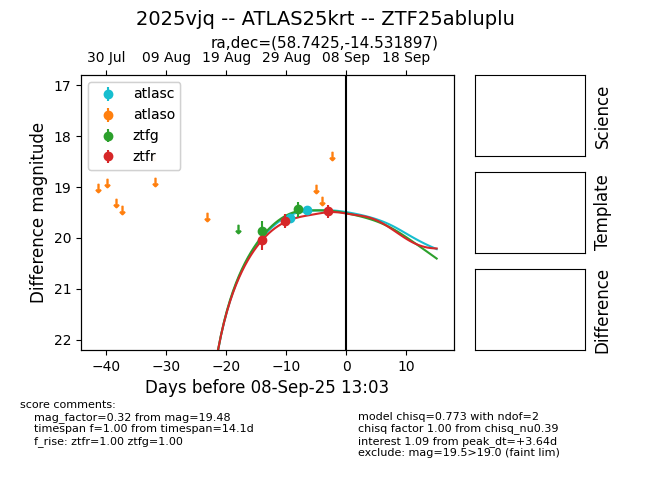 2025vjq -- ATLAS25krt -- ZTF25abluplu
ra,dec=(58.7425,-14.531897)
30 Jul 09 Aug 19 Aug 29 Aug 08 Sep 18 Sep
atlasc
atlaso
ztfg
ztfr
17
18
19
20
21
22
Difference magnitude
−40 −30 −20 −10 0 10
Days before 08-Sep-25 13:03
Science
Template
Difference
score comments:
mag_factor=0.32 from mag=19.48
timespan f=1.00 from timespan=14.1d
f_rise: ztfr=1.00 ztfg=1.00
model chisq=0.773 with ndof=2
chisq factor 1.00 from chisq_nu0.39
interest 1.09 from peak_dt=+3.64d
exclude: mag=19.5>19.0 (faint lim)